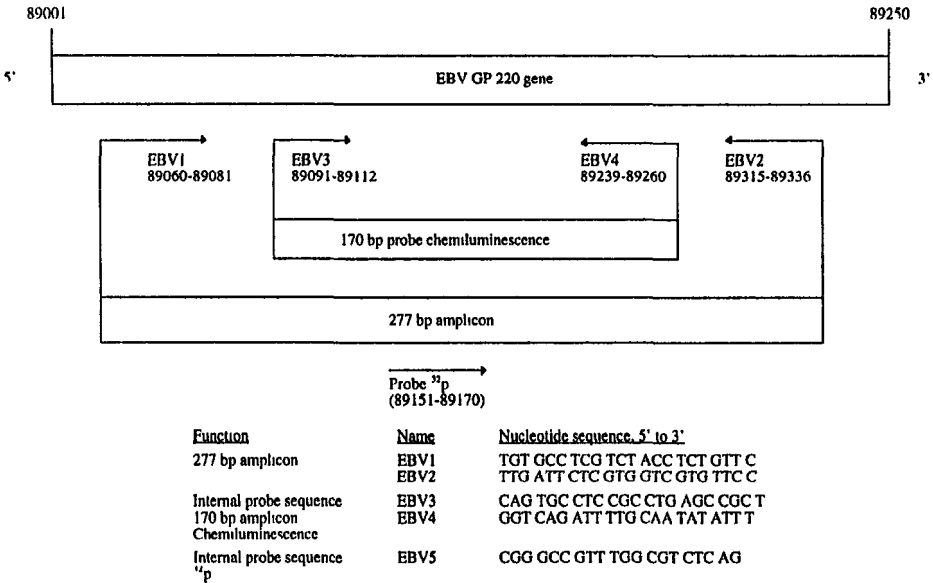 89001 89250
5' EBV GP 220 gene 3'
EBV1 EBV3 EBV4 EBV2
89060-89081 89091-89112 89239-89260 89315-89336
170 bp probe chemiluminescence
277 bp amplicon
Probe ³²p
(89151-89170)
Function Name Nucleotide sequence, 5' to 3'
277 bp amplicon EBV1 TGT GCC TCG TCT ACC TCT GTT C
EBV2 TTG ATT CTC GTG GTC GTG TTC C
Internal probe sequence EBV3 CAG TGC CTC CGC CTG AGC CGC T
170 bp amplicon EBV4 GGT CAG ATT TTG CAA TAT ATT T
Chemiluminescence
Internal probe sequence EBV5 CGG GCC GTT TGG CGT CTC AG
p